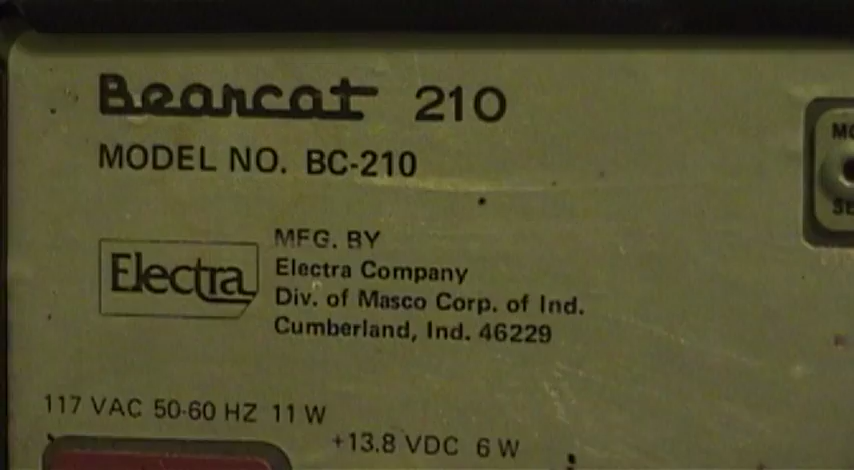 Bearcat 210
MODEL NO. BC-210
Electra
MFG. BY
Electra Company
Div. of Masco Corp. of Ind.
Cumberland, Ind. 46229
117 VAC 50-60 HZ 11 W
+13.8 VDC 6 W